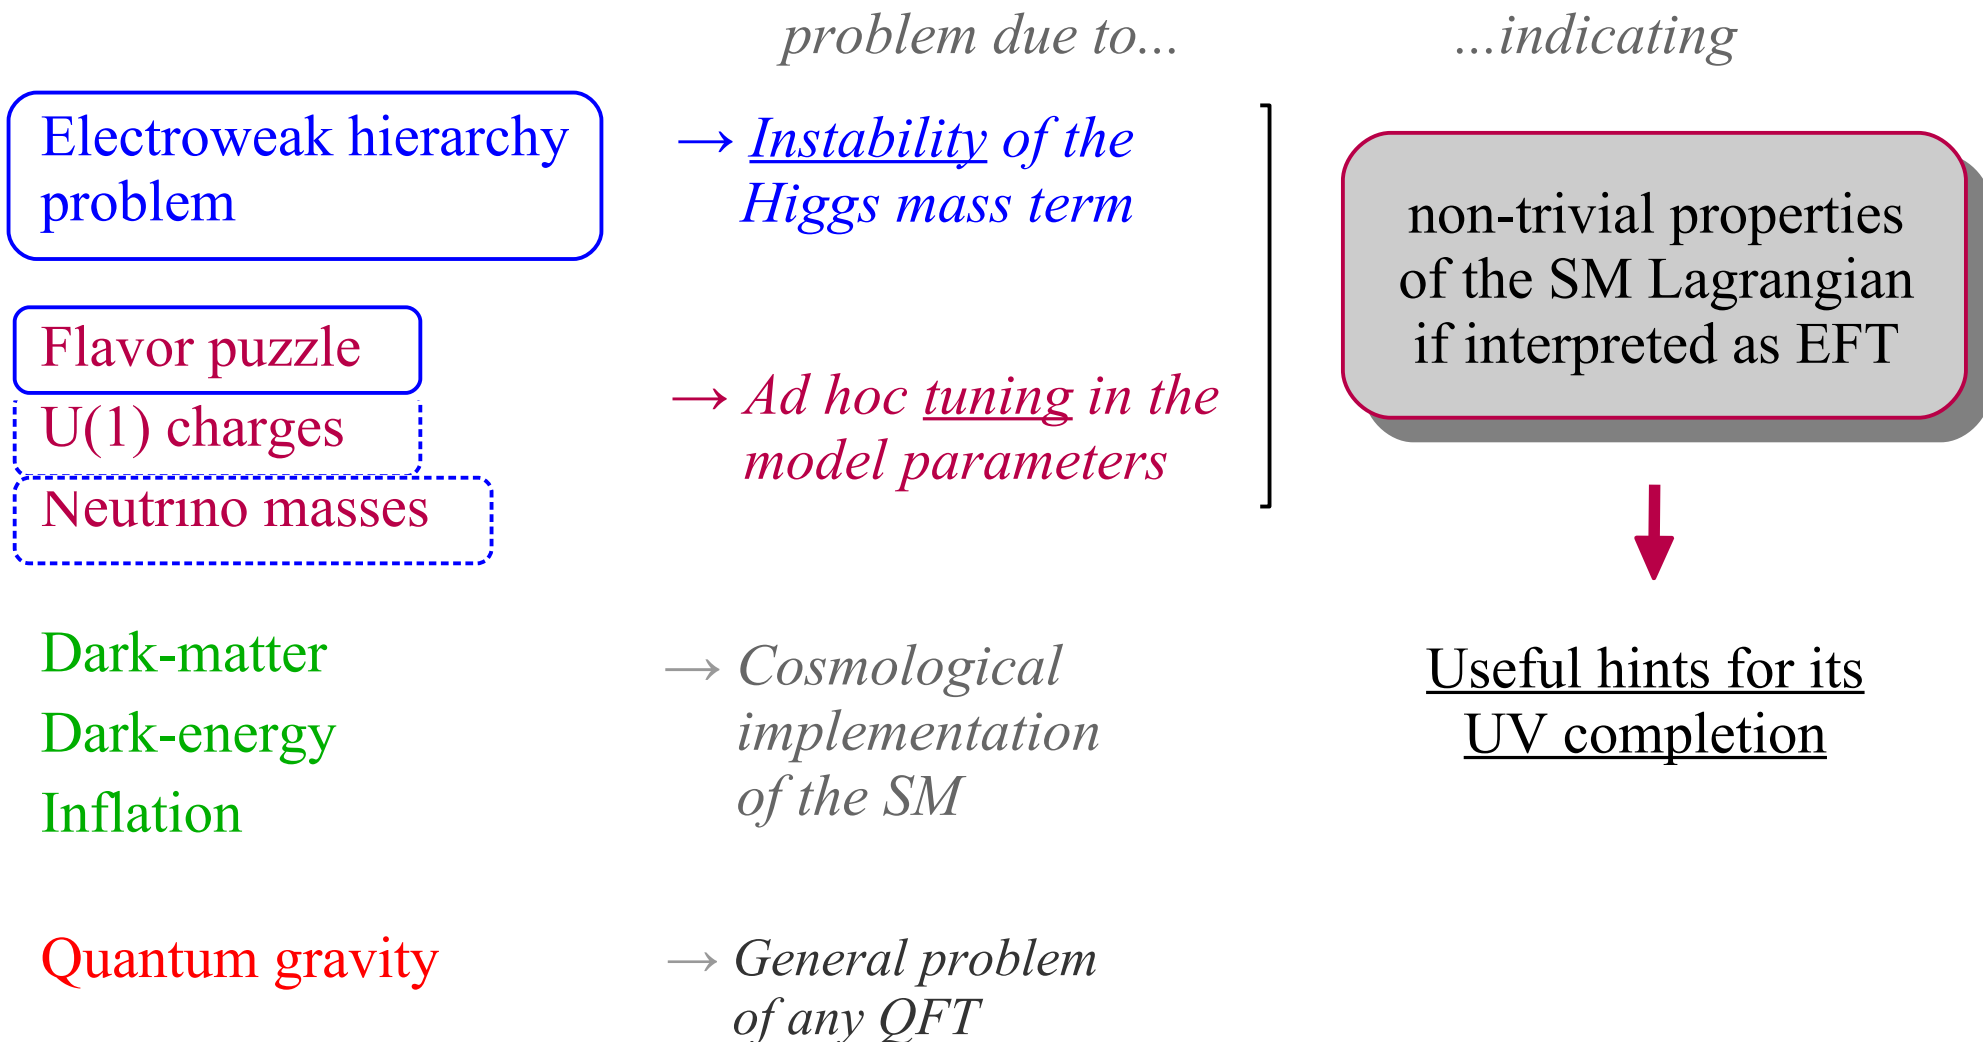 problem due to...
...indicating
Electroweak hierarchy
problem
→ Instability of the
Higgs mass term
non-trivial properties
of the SM Lagrangian
if interpreted as EFT
Flavor puzzle
U(1) charges
Neutrino masses
→ Ad hoc tuning in the
model parameters
Dark-matter
Dark-energy
Inflation
→ Cosmological
implementation
of the SM
Useful hints for its
UV completion
Quantum gravity
→ General problem
of any QFT